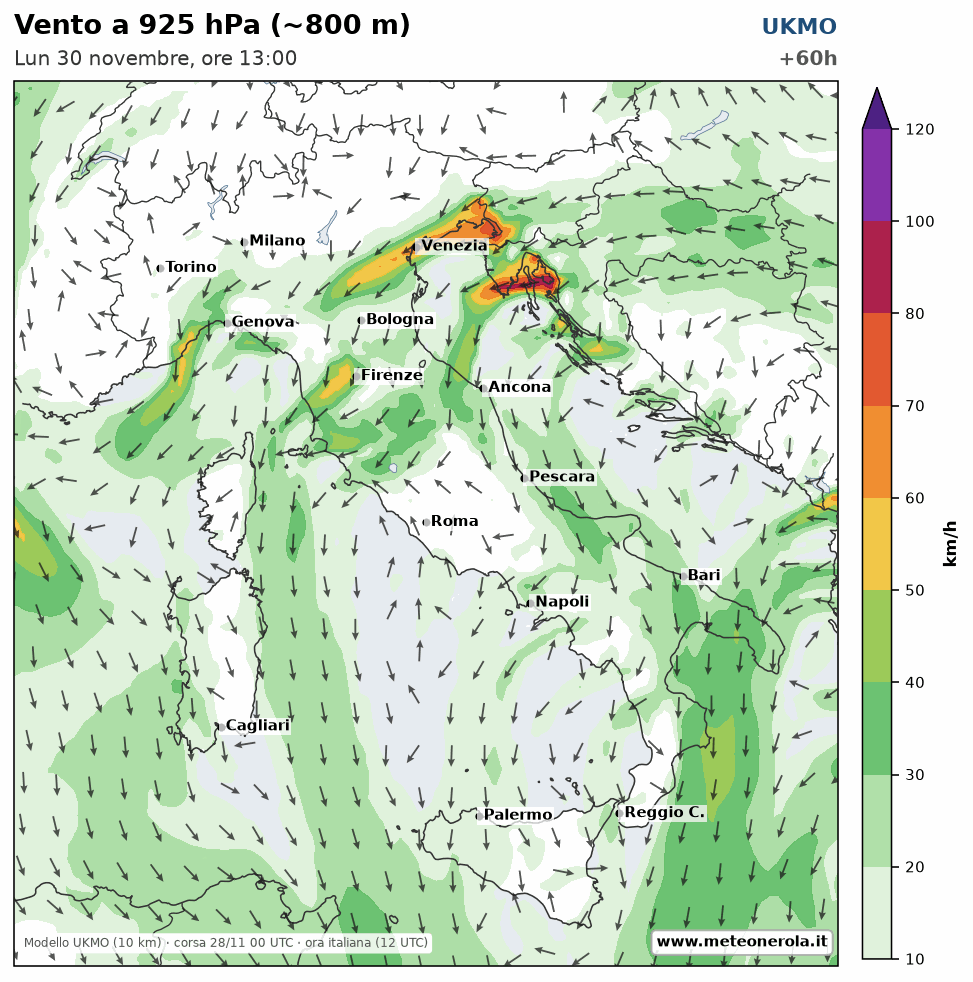 Vento a 925 hPa (~800 m)
UKMO
Lun 30 novembre, ore 13:00
+60h
Milano
Venezia
Torino
Genova
Bologna
Firenze
Ancona
Pescara
Roma
Bari
Napoli
Cagliari
Palermo
Reggio C.
120
100
80
70
60
50
40
30
20
10
km/h
Modello UKMO (10 km) · corsa 28/11 00 UTC · ora italiana (12 UTC)
www.meteonerola.it